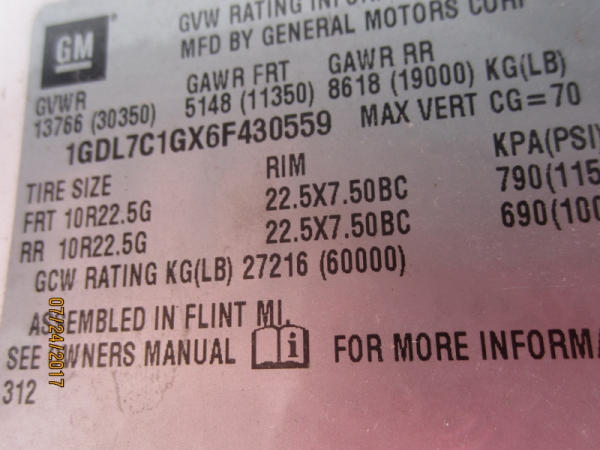 GM
GVW RATING INFOR
MFD BY GENERAL MOTORS CORP
GVWR GAWR FRT GAWR RR
13766 (30350) 5148 (11350) 8618 (19000) KG(LB)
MAX VERT CG=70
1GDL7C1GX6F430559
TIRE SIZE RIM KPA(PSI)
FRT 10R22.5G 22.5X7.50BC 790(115
RR 10R22.5G 22.5X7.50BC 690(100
GCW RATING KG(LB) 27216 (60000)
ASSEMBLED IN FLINT MI.
SEE OWNERS MANUAL i FOR MORE INFORMA
312
07/24/2017